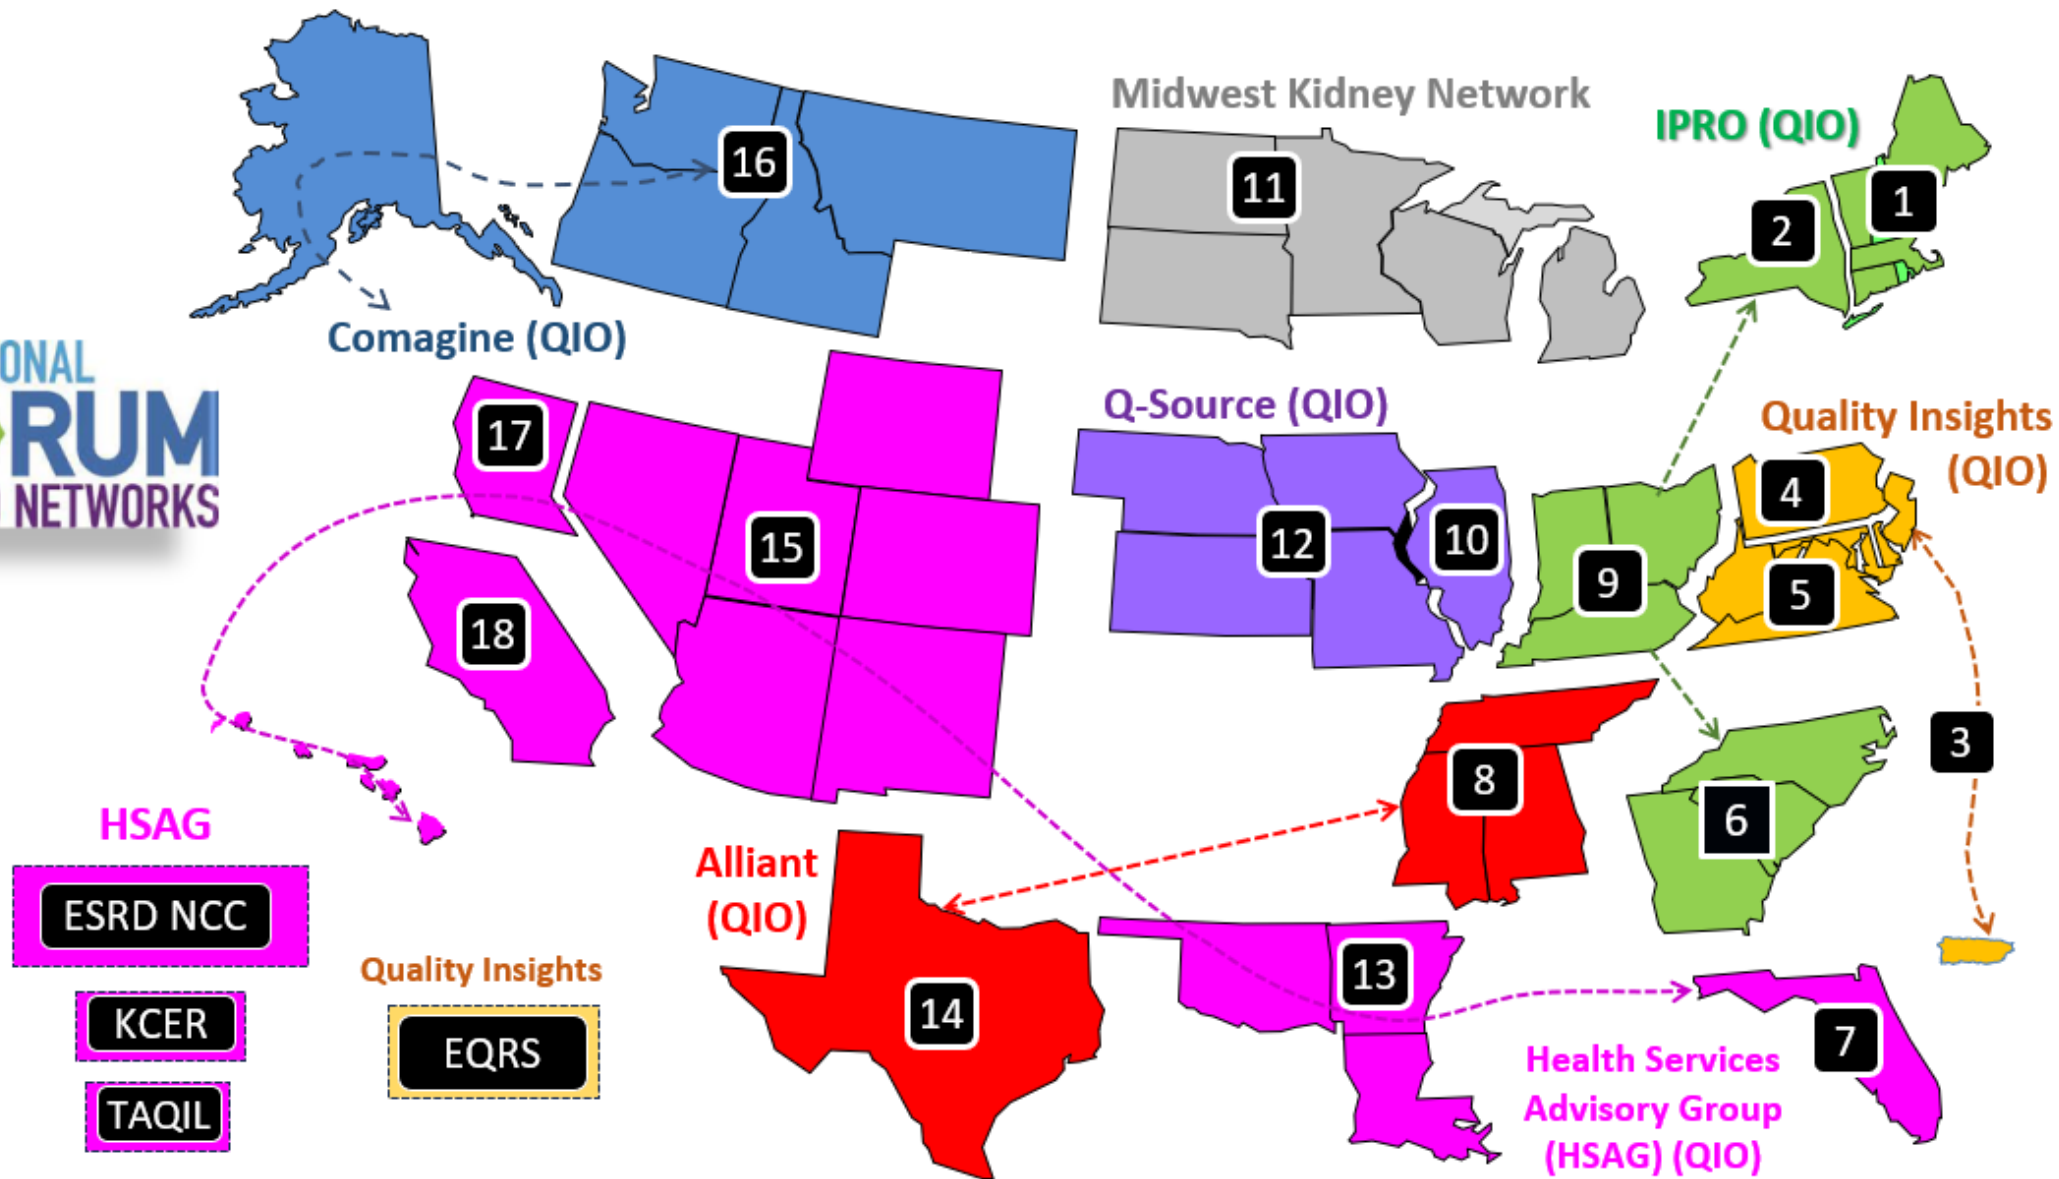 Midwest Kidney Network
IPRO (QIO)
16
11
1
2
Comagine (QIO)
ONAL
RUM
NETWORKS
17
Q-Source (QIO)
Quality Insights
(QIO)
4
12
10
15
9
5
18
3
8
6
HSAG
ESRD NCC
KCER
TAQIL
Quality Insights
EQRS
Alliant
(QIO)
14
13
7
Health Services
Advisory Group
(HSAG) (QIO)